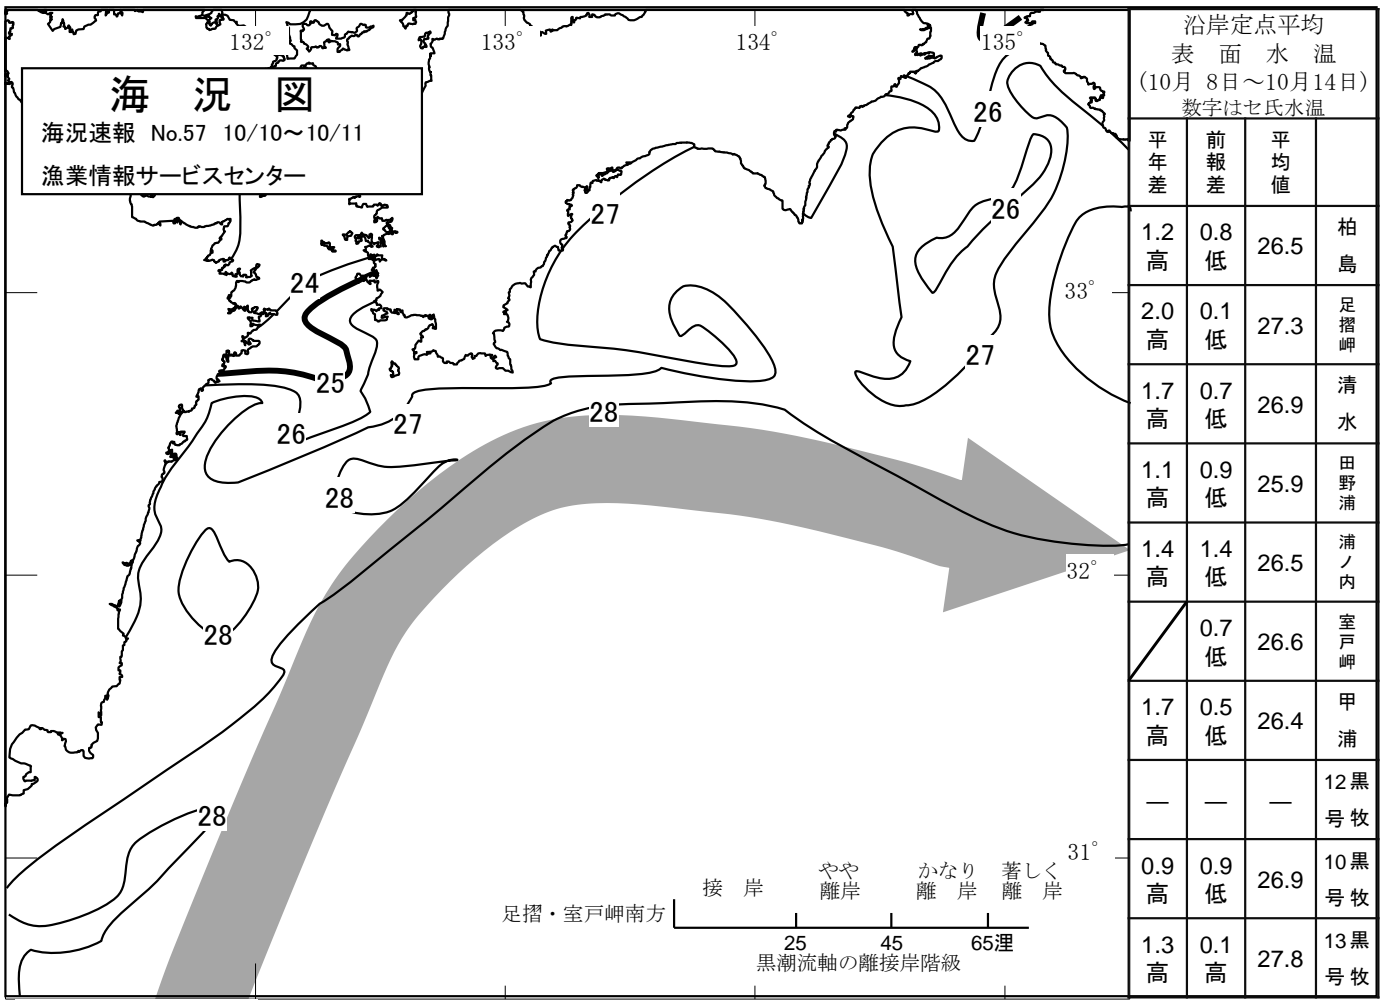 132°
133°
134°
135°
海況図
海況速報 No.57 10/10～10/11
漁業情報サービスセンター
26
27
26
24
33°
27
25
28
27
26
28
32°
28
28
31°
接岸
やや離岸
かなり離岸
著しく離岸
足摺・室戸岬南方
25 45 65浬
黒潮流軸の離接岸階級
沿岸定点平均
表面水温
(10月 8日～10月14日)
数字はセ氏水温
平年差 前報差 平均値
1.2高 0.8低 26.5 柏島
2.0高 0.1低 27.3 足摺岬
1.7高 0.7低 26.9 清水
1.1高 0.9低 25.9 田野浦
1.4高 1.4低 26.5 浦ノ内
0.7低 26.6 室戸岬
1.7高 0.5低 26.4 甲浦
— — — 12黒号牧
0.9高 0.9低 26.9 10黒号牧
1.3高 0.1高 27.8 13黒号牧